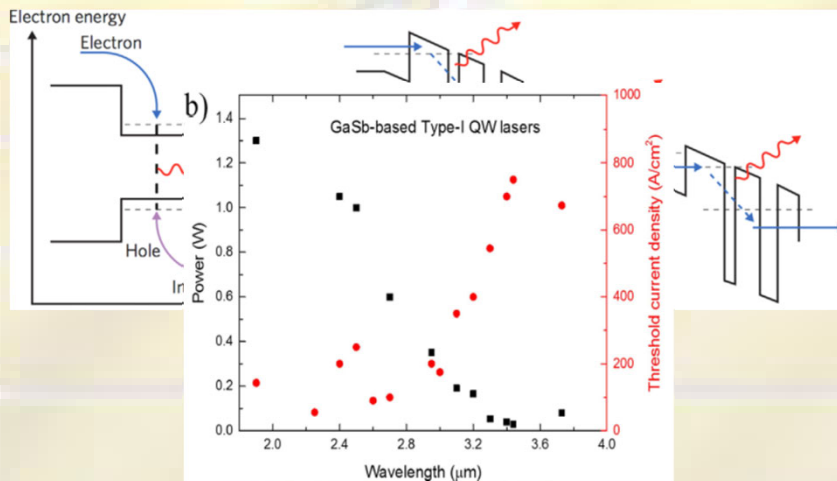 Electron energy
Electron
Hole
In
b)
GaSb-based Type-I QW lasers
Power (W)
1.4
1.2
1.0
0.8
0.6
0.4
0.2
0.0
Threshold current density (A/cm²)
1000
800
600
400
200
0
2.0 2.4 2.8 3.2 3.6 4.0
Wavelength (μm)